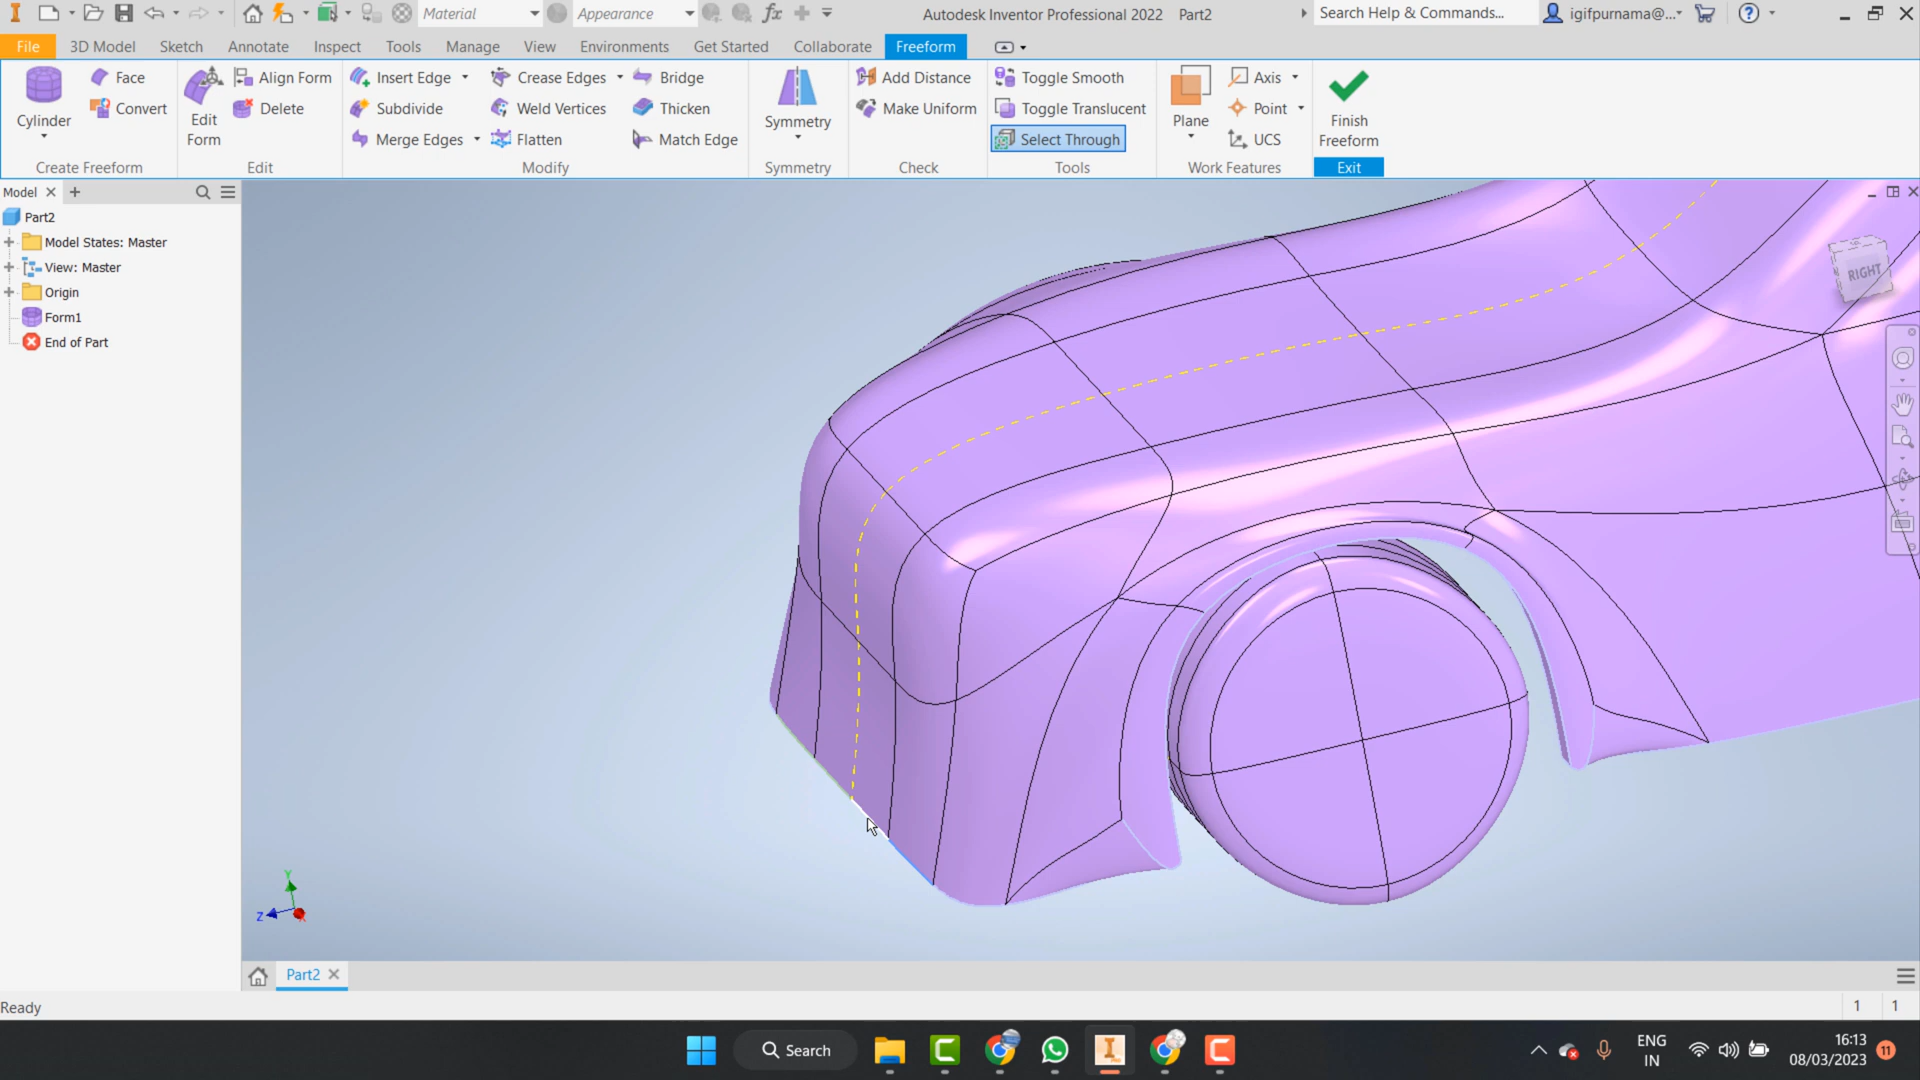 Material
Appearance
Autodesk Inventor Professional 2022 Part2
Search Help & Commands...
igifpurnama@...
File
3D Model
Sketch
Annotate
Inspect
Tools
Manage
View
Environments
Get Started
Collaborate
Freeform
Cylinder
Face
Convert
Create Freeform
Edit
Form
Align Form
Delete
Edit
Insert Edge
Subdivide
Merge Edges
Crease Edges
Weld Vertices
Flatten
Bridge
Thicken
Match Edge
Modify
Symmetry
Symmetry
Add Distance
Make Uniform
Check
Toggle Smooth
Toggle Translucent
Select Through
Tools
Plane
Axis
Point
UCS
Work Features
Finish
Freeform
Exit
Model
Part2
Model States: Master
View: Master
Origin
Form1
End of Part
RIGHT
Y
Z
Part2
Ready
1 1
Search
ENG
IN
16:13
08/03/2023
11